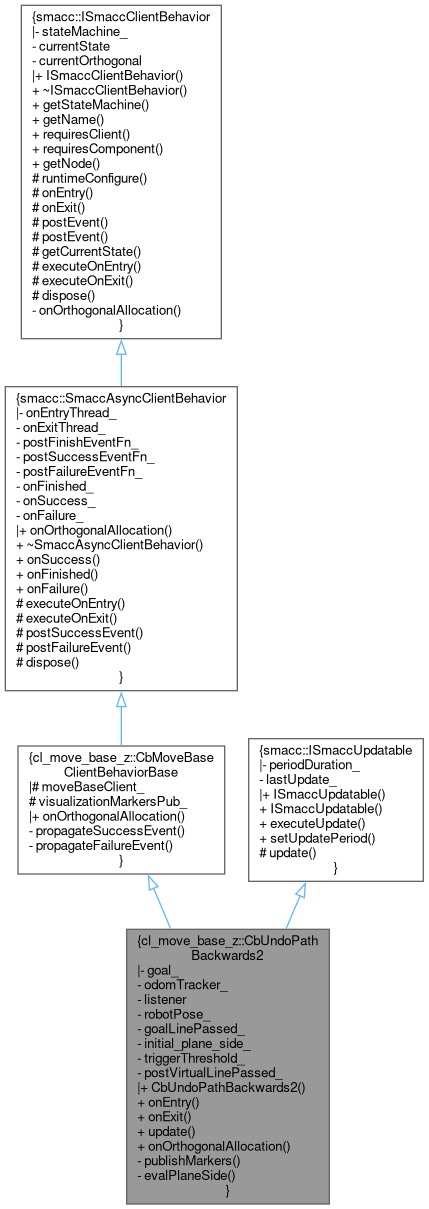 {smacc::ISmaccClientBehavior
|- stateMachine_
- currentState
- currentOrthogonal
|+ ISmaccClientBehavior()
+ ~ISmaccClientBehavior()
+ getStateMachine()
+ getName()
+ requiresClient()
+ requiresComponent()
+ getNode()
# runtimeConfigure()
# onEntry()
# onExit()
# postEvent()
# postEvent()
# getCurrentState()
# executeOnEntry()
# executeOnExit()
# dispose()
- onOrthogonalAllocation()
}
{smacc::SmaccAsyncClientBehavior
|- onEntryThread_
- onExitThread_
- postFinishEventFn_
- postSuccessEventFn_
- postFailureEventFn_
- onFinished_
- onSuccess_
- onFailure_
|+ onOrthogonalAllocation()
+ ~SmaccAsyncClientBehavior()
+ onSuccess()
+ onFinished()
+ onFailure()
# executeOnEntry()
# executeOnExit()
# postSuccessEvent()
# postFailureEvent()
# dispose()
}
{cl_move_base_z::CbMoveBase
ClientBehaviorBase
|# moveBaseClient_
# visualizationMarkersPub_
|+ onOrthogonalAllocation()
- propagateSuccessEvent()
- propagateFailureEvent()
}
{smacc::ISmaccUpdatable
|- periodDuration_
- lastUpdate_
|+ ISmaccUpdatable()
+ ISmaccUpdatable()
+ executeUpdate()
+ setUpdatePeriod()
# update()
}
{cl_move_base_z::CbUndoPath
Backwards2
|- goal_
- odomTracker_
- listener
- robotPose_
- goalLinePassed_
- initial_plane_side_
- triggerThreshold_
- postVirtualLinePassed_
|+ CbUndoPathBackwards2()
+ onEntry()
+ onExit()
+ update()
+ onOrthogonalAllocation()
- publishMarkers()
- evalPlaneSide()
}